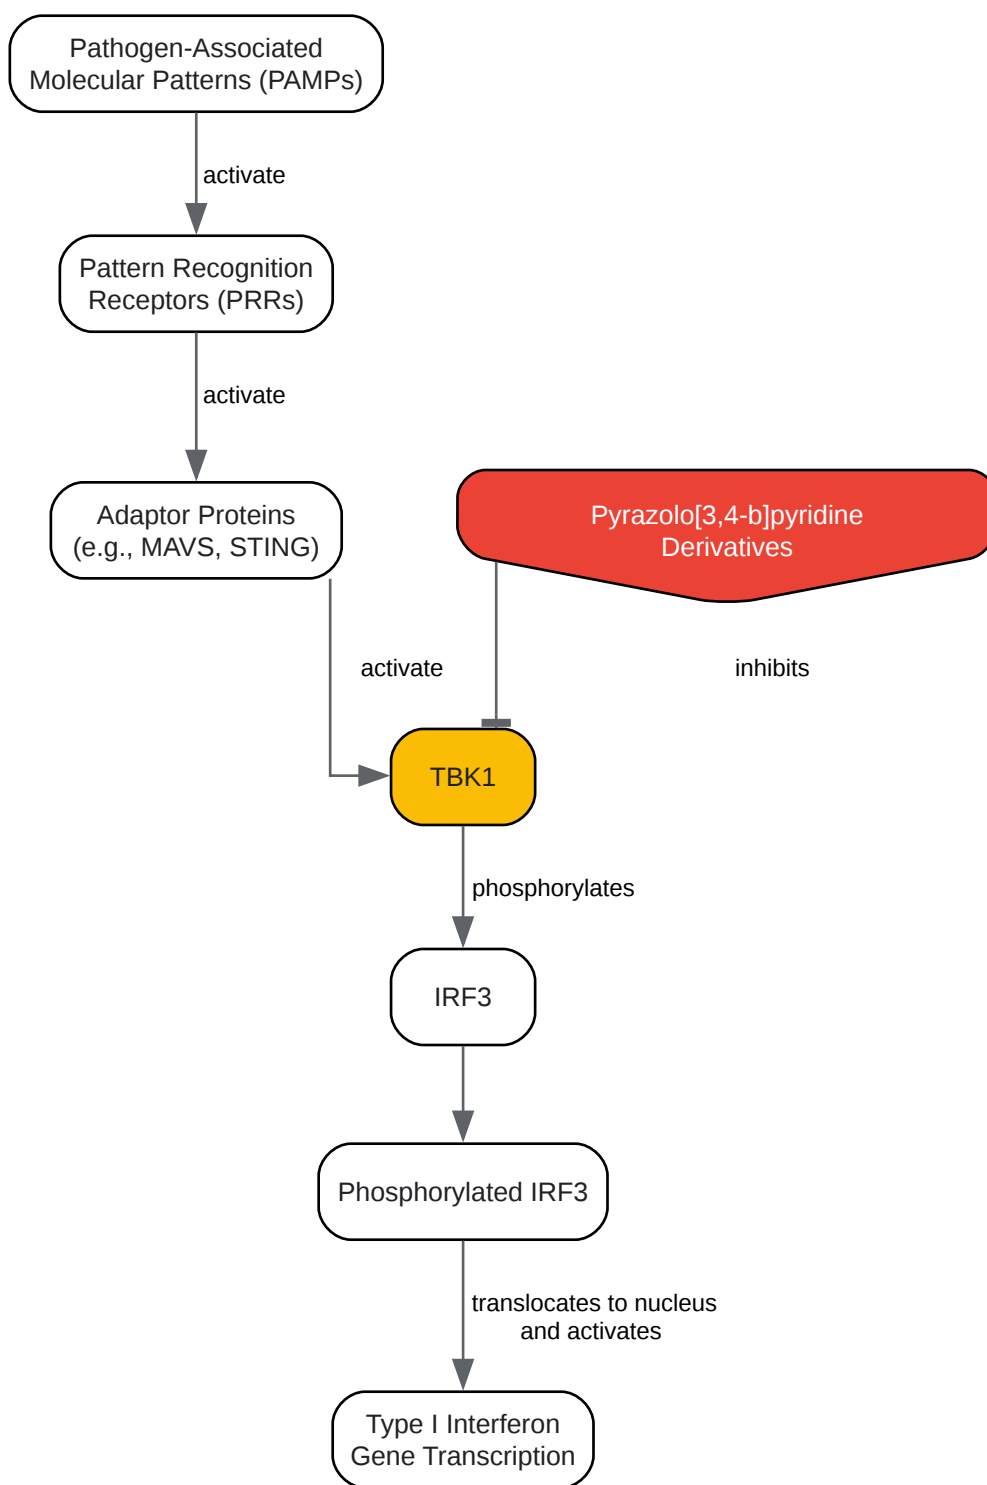 Pathogen-Associated
Molecular Patterns (PAMPs)
activate
Pattern Recognition
Receptors (PRRs)
activate
Adaptor Proteins
(e.g., MAVS, STING)
Pyrazolo[3,4-b]pyridine
Derivatives
activate
inhibits
TBK1
phosphorylates
IRF3
Phosphorylated IRF3
translocates to nucleus
and activates
Type I Interferon
Gene Transcription